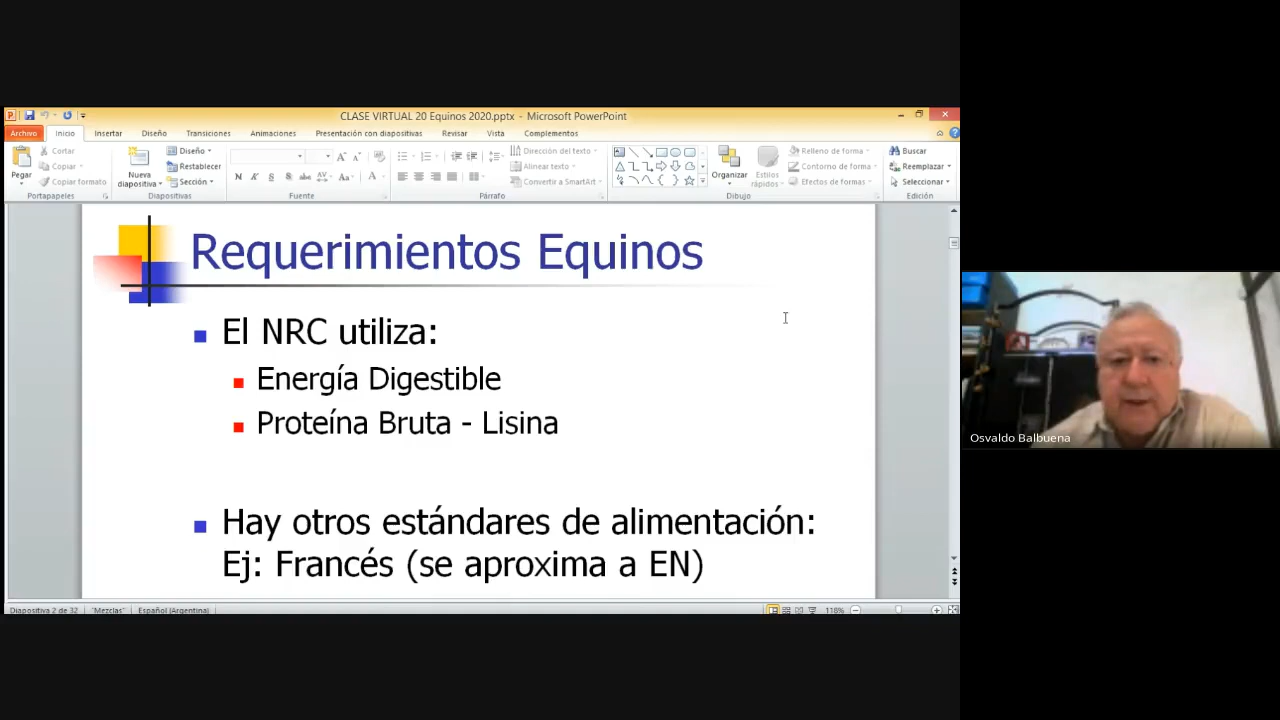 CLASE VIRTUAL 20 Equinos 2020.pptx - Microsoft PowerPoint
Archivo Inicio Insertar Diseño Transiciones Animaciones Presentación con diapositivas Revisar Vista Complementos
Pegar
Cortar
Copiar
Copiar formato
Portapapeles
Nueva diapositiva
Diseño
Restablecer
Sección
Diapositivas
Fuente
Dirección del texto
Alinear texto
Convertir a SmartArt
Párrafo
Organizar
Estilos rápidos
Relleno de forma
Contorno de forma
Efectos de formas
Dibujo
Buscar
Reemplazar
Seleccionar
Edición
Requerimientos Equinos
El NRC utiliza:
Energía Digestible
Proteína Bruta - Lisina
Hay otros estándares de alimentación:
Ej: Francés (se aproxima a EN)
Osvaldo Balbuena
Diapositiva 2 de 32 "Mezclas" Español (Argentina) 118%